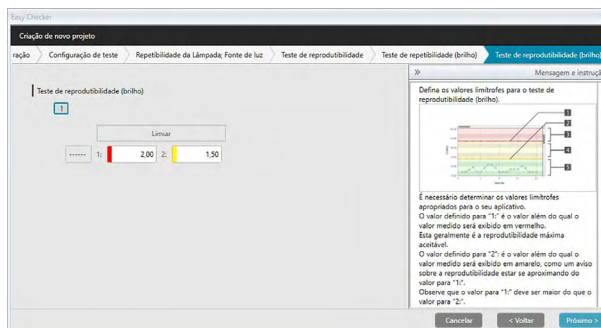 Easy Checker
Criação de novo projeto
ração
Configuração de teste
Repetibilidade da Lâmpada; Fonte de luz
Teste de reprodutibilidade
Teste de repetibilidade (brilho)
Teste de reprodutibilidade (brilho)
Mensagem e instruçã
Teste de reprodutibilidade (brilho)
1
Limiar
------ 1: 2,00 2: 1,50
Defina os valores limítrofes para o teste de
reprodutibilidade (brilho).
1
2
3
4
5
É necessário determinar os valores limítrofes
apropriados para o seu aplicativo.
O valor definido para "1:" é o valor além do qual o
valor medido será exibido em vermelho.
Esta geralmente é a reprodutibilidade máxima
aceitável.
O valor definido para "2": é o valor além do qual o
valor medido será exibido em amarelo, como um aviso
sobre a reprodutibilidade estar se aproximando do
valor para "1:".
Observe que o valor para "1:" deve ser maior do que o
valor para "2:".
Cancelar
< Voltar
Próximo >